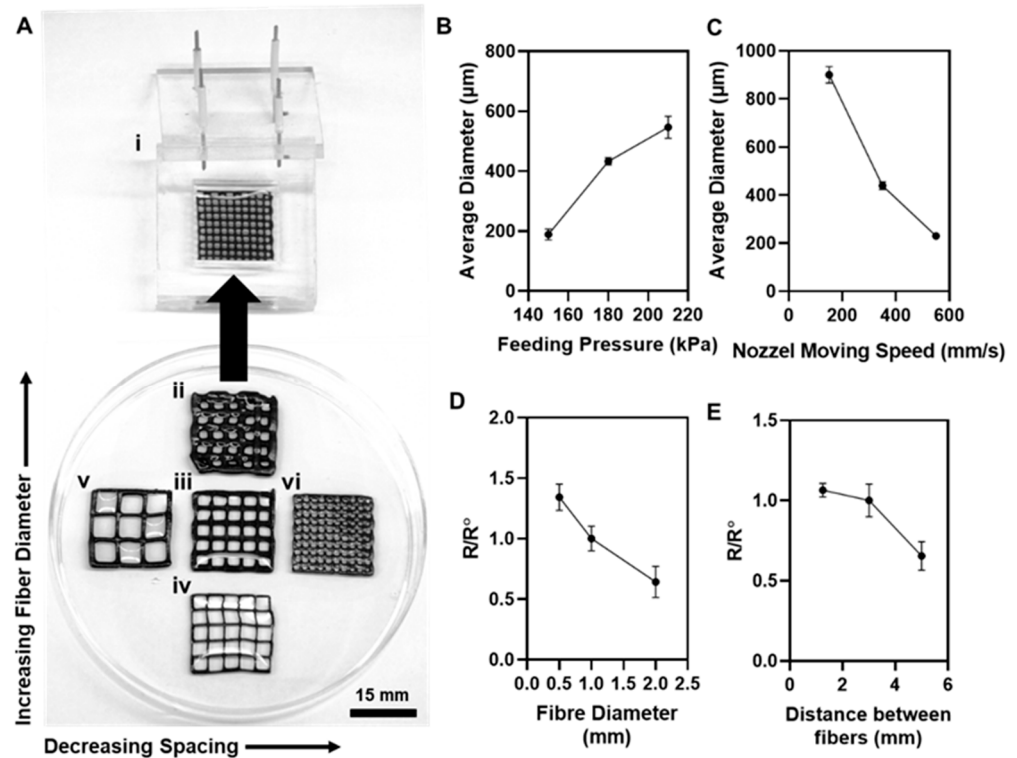 A
i
ii
v
iii
vi
iv
15 mm
Increasing Fiber Diameter
Decreasing Spacing
B
800
600
400
200
0
140 160 180 200 220
Average Diameter (µm)
Feeding Pressure (kPa)
C
1000
800
600
400
200
0
0 200 400 600
Average Diameter (µm)
Nozzel Moving Speed (mm/s)
D
2.0
1.5
1.0
0.5
0.0
0.0 0.5 1.0 1.5 2.0 2.5
R/R°
Fibre Diameter
(mm)
E
1.5
1.0
0.5
0.0
0 2 4 6
R/R°
Distance between
fibers (mm)